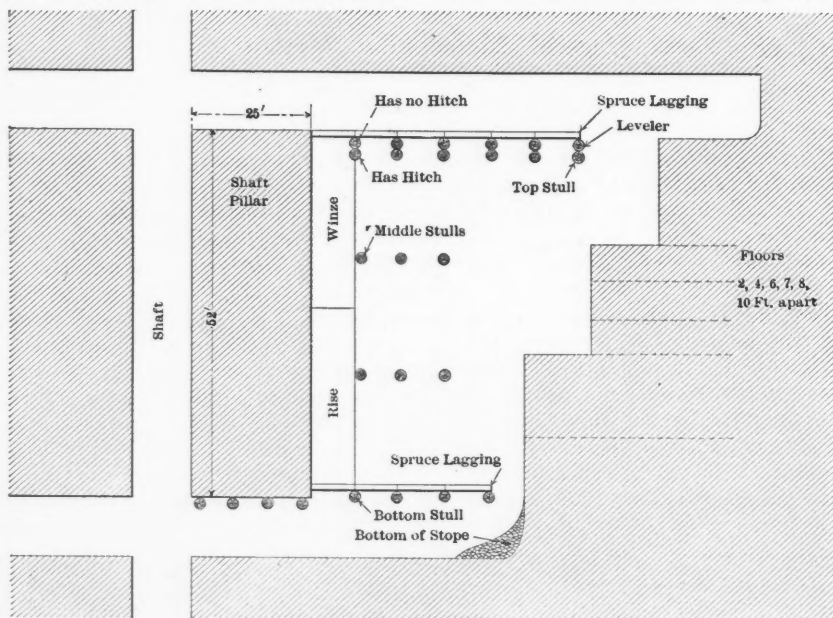 25'
Has no Hitch
Spruce Lagging
Leveler
Has Hitch
Top Stull
Shaft
Pillar
Winze
Middle Stulls
Floors
2, 4, 6, 7, 8,
10 Ft. apart
Shaft
52'
Rise
Spruce Lagging
Bottom Stull
Bottom of Stope